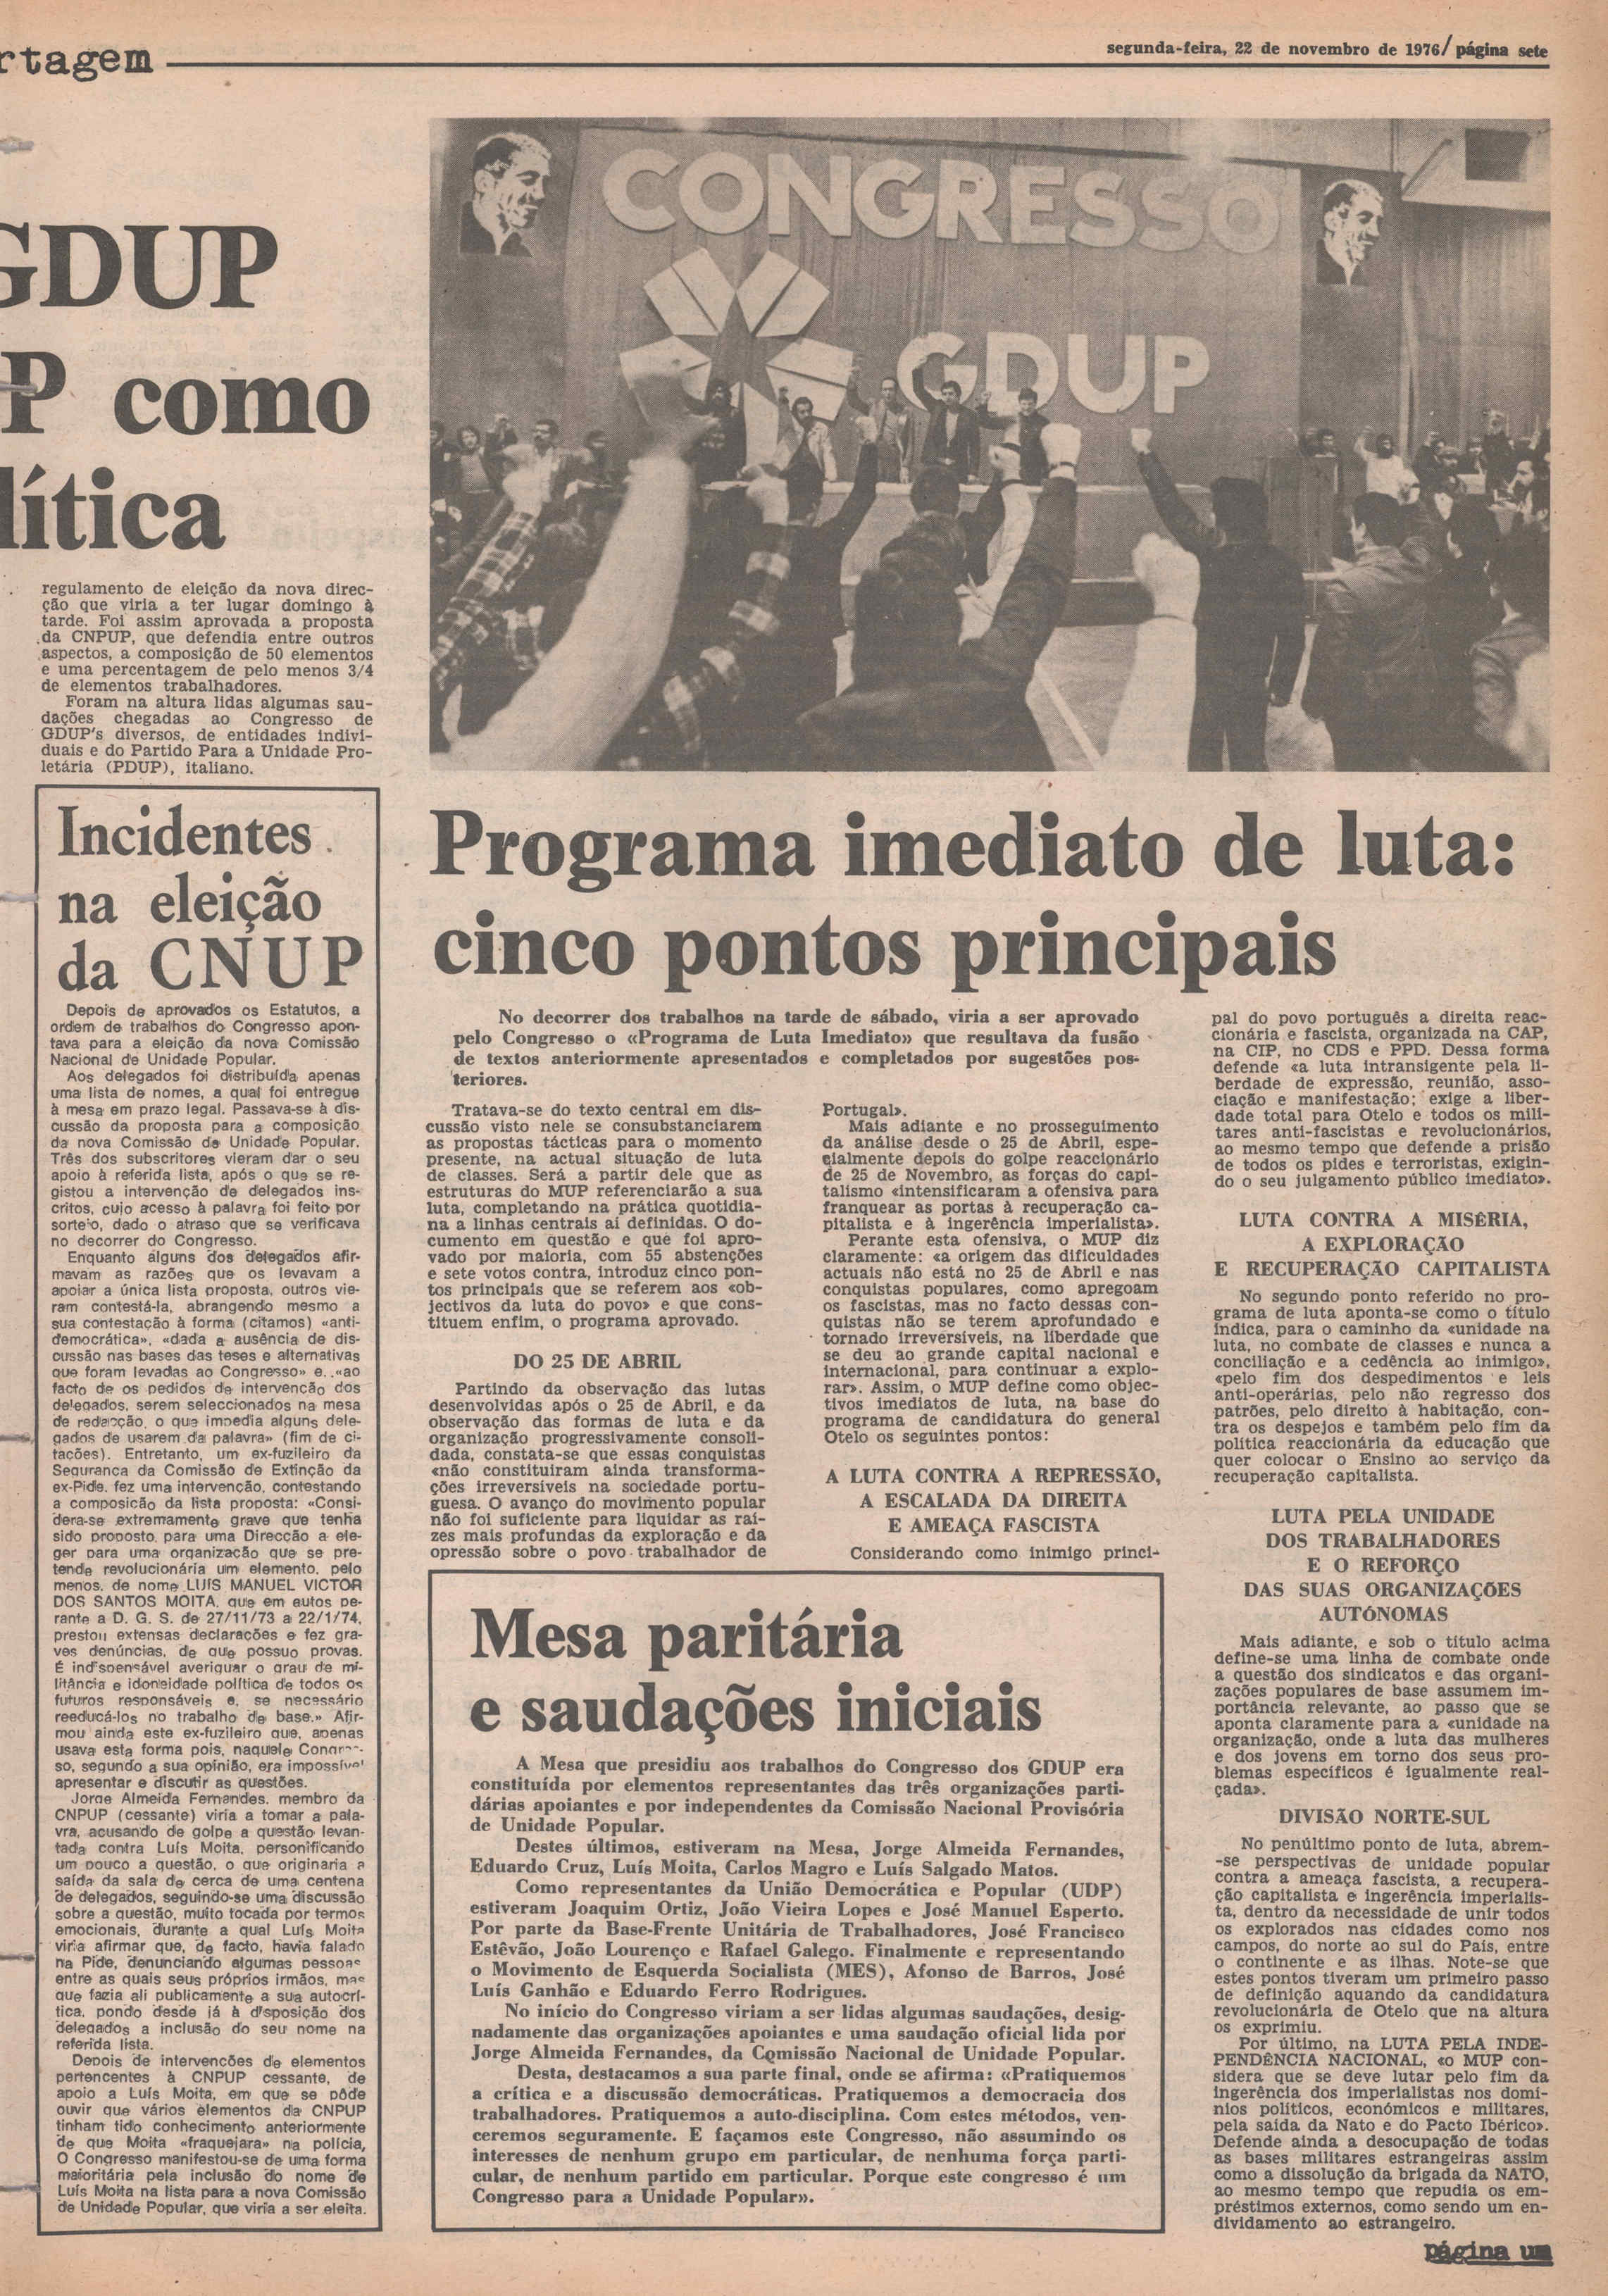 rtagem
segunda-feira, 22 de novembro de 1976/ página sete
GDUP
P como
lítica
regulamento de eleição da nova direc-
ção que viria a ter lugar domingo à
tarde. Foi assim aprovada a proposta
da CNPUP, que defendia entre outros
aspectos, a composição de 50 elementos
e uma percentagem de pelo menos 3/4
de elementos trabalhadores.
Foram na altura lidas algumas sau-
dações chegadas ao Congresso de
GDUP's diversos, de entidades indivi-
duais e do Partido Para a Unidade Pro-
letária (PDUP), italiano.
CONGRESSO
GDUP
Incidentes
na eleição
da CNUP
Depois de aprovados os Estatutos, a
ordem de trabalhos do Congresso apon-
tava para a eleição da nova Comissão
Nacional de Unidade Popular.
Aos delegados foi distribuída apenas
uma lista de nomes, a qual foi entregue
à mesa em prazo legal. Passava-se à dis-
cussão da proposta para a composição
da nova Comissão de Unidade Popular.
Três dos subscritores vieram dar o seu
apoio à referida lista, após o que se re-
gistou a intervenção de delegados ins-
critos, cujo acesso à palavra foi feito por
sorteio, dado o atraso que se verificava
no decorrer do Congresso.
Enquanto alguns dos delegados afir-
mavam as razões que os levavam a
apoiar a única lista proposta, outros vie-
ram contestá-la, abrangendo mesmo a
sua contestação à forma (citamos) «anti-
democrática», «dada a ausência de dis-
cussão nas bases das teses e alternativas
que foram levadas ao Congresso» e «ao
facto de os pedidos de intervenção dos
delegados, serem seleccionados na mesa
de redacção, o que impedia alguns dele-
gados de usarem da palavra» (fim de ci-
tações). Entretanto, um ex-fuzileiro da
Segurança da Comissão de Extinção da
ex-Pide, fez uma intervenção, contestando
a composição da lista proposta: «Consi-
dera-se extremamente grave que tenha
sido proposto para uma Direcção a ele-
ger para uma organização que se pre-
tende revolucionária um elemento, pelo
menos, de nome LUIS MANUEL VICTOR
DOS SANTOS MOITA, que em autos pe-
rante a D. G. S. de 27/11/73 a 22/1/74,
prestou extensas declarações e fez gra-
ves denúncias, de que possuo provas.
É indispensável averiguar o grau de mi-
litância e idoneidade política de todos os
futuros responsáveis e, se necessário
reeducá-los no trabalho de base.» Afir-
mou ainda este ex-fuzileiro que, apenas
usava esta forma pois, naquele Congres-
so, segundo a sua opinião, era impossível
apresentar e discutir as questões.
Jorge Almeida Fernandes, membro da
CNPUP (cessante) viria a tomar a pala-
vra, acusando de golpe a questão levan-
tada contra Luís Moita, personificando
um pouco a questão, o que originaria a
saída da sala de cerca de uma centena
de delegados, seguindo-se uma discussão
sobre a questão, muito tocada por termos
emocionais, durante a qual Luís Moita
viria afirmar que, de facto, havia falado
na Pide, denunciando algumas pessoas
entre as quais seus próprios irmãos, mas
que fazia ali publicamente a sua autocrí-
tica, pondo desde já à disposição dos
delegados a inclusão do seu nome na
referida lista.
Depois de intervenções de elementos
pertencentes à CNPUP cessante, de
apoio a Luís Moita, em que se pôde
ouvir que vários elementos da CNPUP
tinham tido conhecimento anteriormente
de que Moita «fraquejara» na polícia,
O Congresso manifestou-se de uma forma
maioritária pela inclusão do nome de
Luís Moita na lista para a nova Comissão
de Unidade Popular, que viria a ser eleita.
Programa imediato de luta:
cinco pontos principais
No decorrer dos trabalhos na tarde de sábado, viria a ser aprovado
pelo Congresso o «Programa de Luta Imediato» que resultava da fusão
de textos anteriormente apresentados e completados por sugestões pos-
teriores.
Tratava-se do texto central em dis-
cussão visto nele se consubstanciarem
as propostas tácticas para o momento
presente, na actual situação de luta
de classes. Será a partir dele que as
estruturas do MUP referenciarão a sua
luta, completando na prática quotidia-
na a linhas centrais aí definidas. O do-
cumento em questão e que foi apro-
vado por maioria, com 55 abstenções
e sete votos contra, introduz cinco pon-
tos principais que se referem aos «ob-
jectivos da luta do povo» e que cons-
tituem enfim, o programa aprovado.
DO 25 DE ABRIL
Partindo da observação das lutas
desenvolvidas após o 25 de Abril, e da
observação das formas de luta e da
organização progressivamente consoli-
dada, constata-se que essas conquistas
«não constituiram ainda transforma-
ções irreversíveis na sociedade portu-
guesa. O avanço do movimento popular
não foi suficiente para liquidar as raí-
zes mais profundas da exploração e da
opressão sobre o povo trabalhador de
Portugal».
Mais adiante e no prosseguimento
da análise desde o 25 de Abril, espe-
cialmente depois do golpe reaccionário
de 25 de Novembro, as forças do capi-
talismo «intensificaram a ofensiva para
franquear as portas à recuperação ca-
pitalista e à ingerência imperialista».
Perante esta ofensiva, o MUP diz
claramente: «a origem das dificuldades
actuais não está no 25 de Abril e nas
conquistas populares, como apregoam
os fascistas, mas no facto dessas con-
quistas não se terem aprofundado e
tornado irreversíveis, na liberdade que
se deu ao grande capital nacional e
internacional, para continuar a explo-
rar». Assim, o MUP define como objec-
tivos imediatos de luta, na base do
programa de candidatura do general
Otelo os seguintes pontos:
A LUTA CONTRA A REPRESSÃO,
A ESCALADA DA DIREITA
E AMEAÇA FASCISTA
Considerando como inimigo princi-
pal do povo português a direita reac-
cionária e fascista, organizada na CAP,
na CIP, no CDS e PPD. Dessa forma
defende «a luta intransigente pela li-
berdade de expressão, reunião, asso-
ciação e manifestação; exige a liber-
dade total para Otelo e todos os mili-
tares anti-fascistas e revolucionários,
ao mesmo tempo que defende a prisão
de todos os pides e terroristas, exigin-
do o seu julgamento público imediato».
LUTA CONTRA A MISÉRIA,
A EXPLORAÇÃO
E RECUPERAÇÃO CAPITALISTA
No segundo ponto referido no pro-
grama de luta aponta-se como o título
indica, para o caminho da «unidade na
luta, no combate de classes e nunca a
conciliação e a cedência ao inimigo»,
«pelo fim dos despedimentos e leis
anti-operárias, pelo não regresso dos
patrões, pelo direito à habitação, con-
tra os despejos e também pelo fim da
política reaccionária da educação que
quer colocar o Ensino ao serviço da
recuperação capitalista.
LUTA PELA UNIDADE
DOS TRABALHADORES
E O REFORÇO
DAS SUAS ORGANIZAÇÕES
AUTÓNOMAS
Mais adiante, e sob o título acima
define-se uma linha de combate onde
a questão dos sindicatos e das organi-
zações populares de base assumem im-
portância relevante, ao passo que se
aponta claramente para a «unidade na
organização, onde a luta das mulheres
e dos jovens em torno dos seus pro-
blemas específicos é igualmente real-
çada».
DIVISÃO NORTE-SUL
No penúltimo ponto de luta, abrem-
-se perspectivas de unidade popular
contra a ameaça fascista, a recupera-
ção capitalista e ingerência imperialis-
ta, dentro da necessidade de unir todos
os explorados nas cidades como nos
campos, do norte ao sul do País, entre
o continente e as ilhas. Note-se que
estes pontos tiveram um primeiro passo
de definição aquando da candidatura
revolucionária de Otelo que na altura
os exprimiu.
Por último, na LUTA PELA INDE-
PENDÊNCIA NACIONAL, «o MUP con-
sidera que se deve lutar pelo fim da
ingerência dos imperialistas nos domí-
nios políticos, económicos e militares,
pela saída da Nato e do Pacto Ibérico».
Defende ainda a desocupação de todas
as bases militares estrangeiras assim
como a dissolução da brigada da NATO,
ao mesmo tempo que repudia os em-
préstimos externos, como sendo um en-
dividamento ao estrangeiro.
Mesa paritária
e saudações iniciais
A Mesa que presidiu aos trabalhos do Congresso dos GDUP era
constituída por elementos representantes das três organizações parti-
dárias apoiantes e por independentes da Comissão Nacional Provisória
de Unidade Popular.
Destes últimos, estiveram na Mesa, Jorge Almeida Fernandes,
Eduardo Cruz, Luís Moita, Carlos Magro e Luís Salgado Matos.
Como representantes da União Democrática e Popular (UDP)
estiveram Joaquim Ortiz, João Vieira Lopes e José Manuel Esperto.
Por parte da Base-Frente Unitária de Trabalhadores, José Francisco
Estêvão, João Lourenço e Rafael Galego. Finalmente e representando
o Movimento de Esquerda Socialista (MES), Afonso de Barros, José
Luís Ganhão e Eduardo Ferro Rodrigues.
No início do Congresso viriam a ser lidas algumas saudações, desig-
nadamente das organizações apoiantes e uma saudação oficial lida por
Jorge Almeida Fernandes, da Comissão Nacional de Unidade Popular.
Desta, destacamos a sua parte final, onde se afirma: «Pratiquemos
a crítica e a discussão democráticas. Pratiquemos a democracia dos
trabalhadores. Pratiquemos a auto-disciplina. Com estes métodos, ven-
ceremos seguramente. E façamos este Congresso, não assumindo os
interesses de nenhum grupo em particular, de nenhuma força parti-
cular, de nenhum partido em particular. Porque este congresso é um
Congresso para a Unidade Popular».
página um